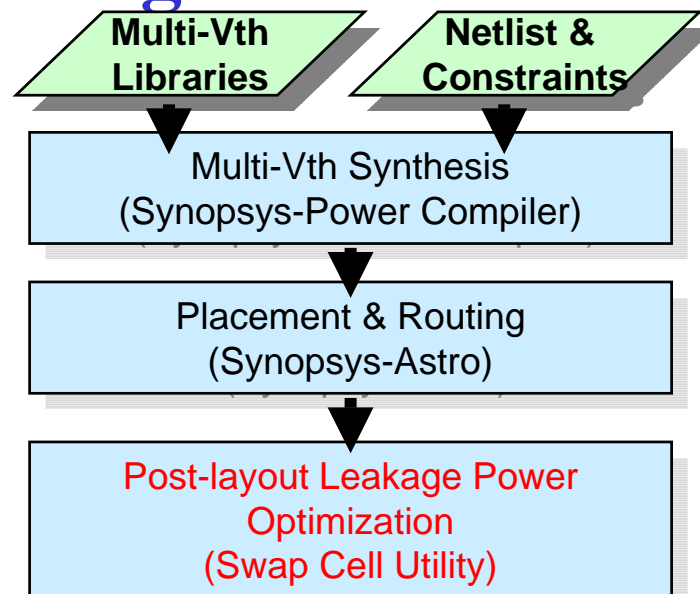 Multi-Vth
Libraries
Netlist &
Constraints
Multi-Vth Synthesis
(Synopsys-Power Compiler)
Placement & Routing
(Synopsys-Astro)
Post-layout Leakage Power
Optimization
(Swap Cell Utility)